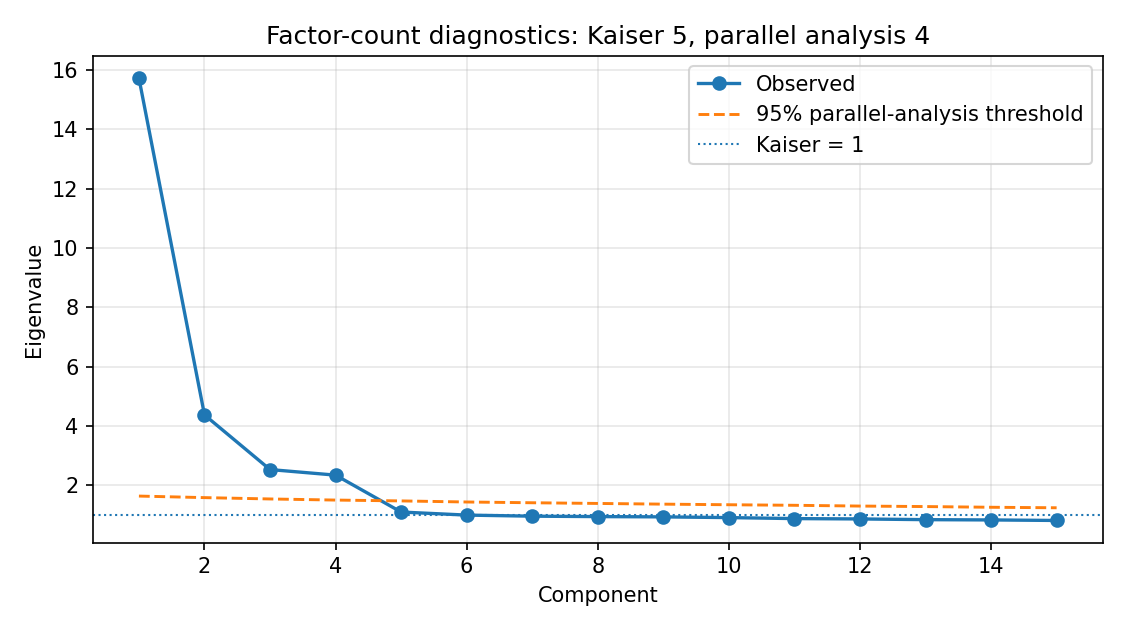 Factor-count diagnostics: Kaiser 5, parallel analysis 4
Observed
95% parallel-analysis threshold
Kaiser = 1
Eigenvalue
16
14
12
10
8
6
4
2
2
4
6
8
10
12
14
Component